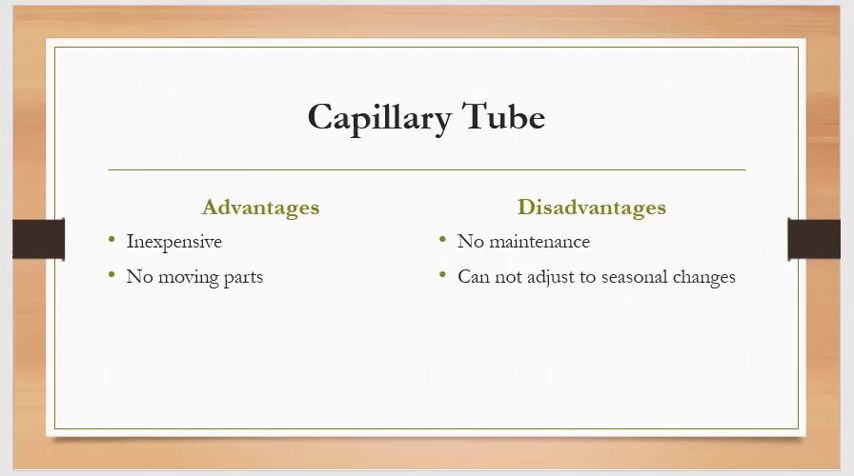 Capillary Tube
Advantages
Inexpensive
No moving parts
Disadvantages
No maintenance
Can not adjust to seasonal changes